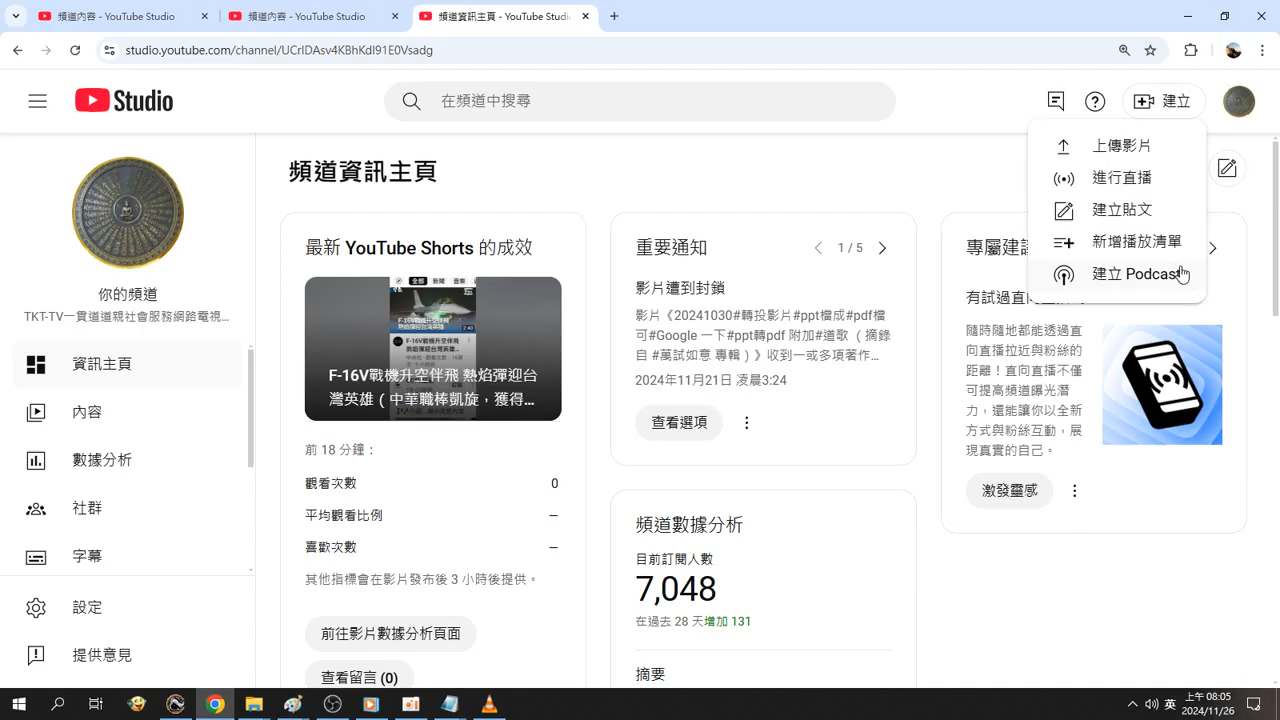 頻道內容 - YouTube Studio
頻道內容 - YouTube Studio
頻道資訊主頁 - YouTube Studi
studio.youtube.com/channel/UCrIDAsv4KBhKdI91E0Vsadg
Studio
在頻道中搜尋
建立
上傳影片
進行直播
建立貼文
新增播放清單
建立 Podcast
你的頻道
TKT-TV一貫道道親社會服務網路電視...
資訊主頁
內容
數據分析
社群
字幕
設定
提供意見
頻道資訊主頁
最新 YouTube Shorts 的成效
全部 新聞 音樂
F-16V戰機升空伴飛 熱焰彈迎台
灣英雄（中華職棒凱旋，獲得...
前 18 分鐘：
觀看次數 0
平均觀看比例 —
喜歡次數 —
其他指標會在影片發布後 3 小時後提供。
前往影片數據分析頁面
查看留言 (0)
重要通知
1 / 5
影片遭到封鎖
影片《20241030#轉投影片#ppt檔成#pdf檔
可#Google 一下#ppt轉pdf 附加#道歌（ 摘錄
自 #萬試如意 專輯）》收到一或多項著作...
2024年11月21日 凌晨3:24
查看選項
頻道數據分析
目前訂閱人數
7,048
在過去 28 天增加 131
摘要
專屬建議
隨時隨地都能透過直
向直播拉近與粉絲的
距離！直向直播不僅
可提高頻道曝光潛
力，還能讓你以全新
方式與粉絲互動，展
現真實的自己。
激發靈感
英
上午 08:05
2024/11/26